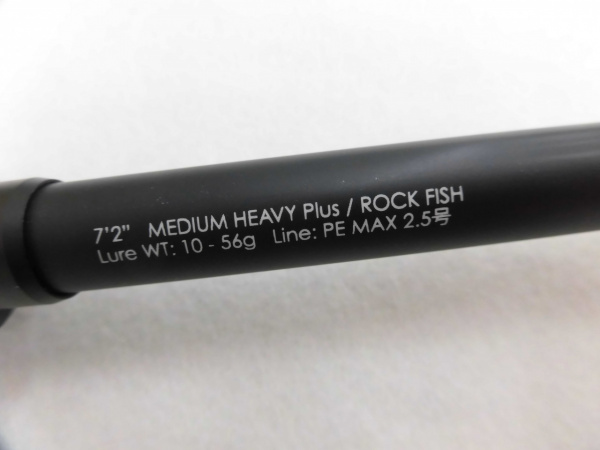 7'2" MEDIUM HEAVY Plus / ROCK FISH
Lure WT: 10 - 56g Line: PE MAX 2.5号